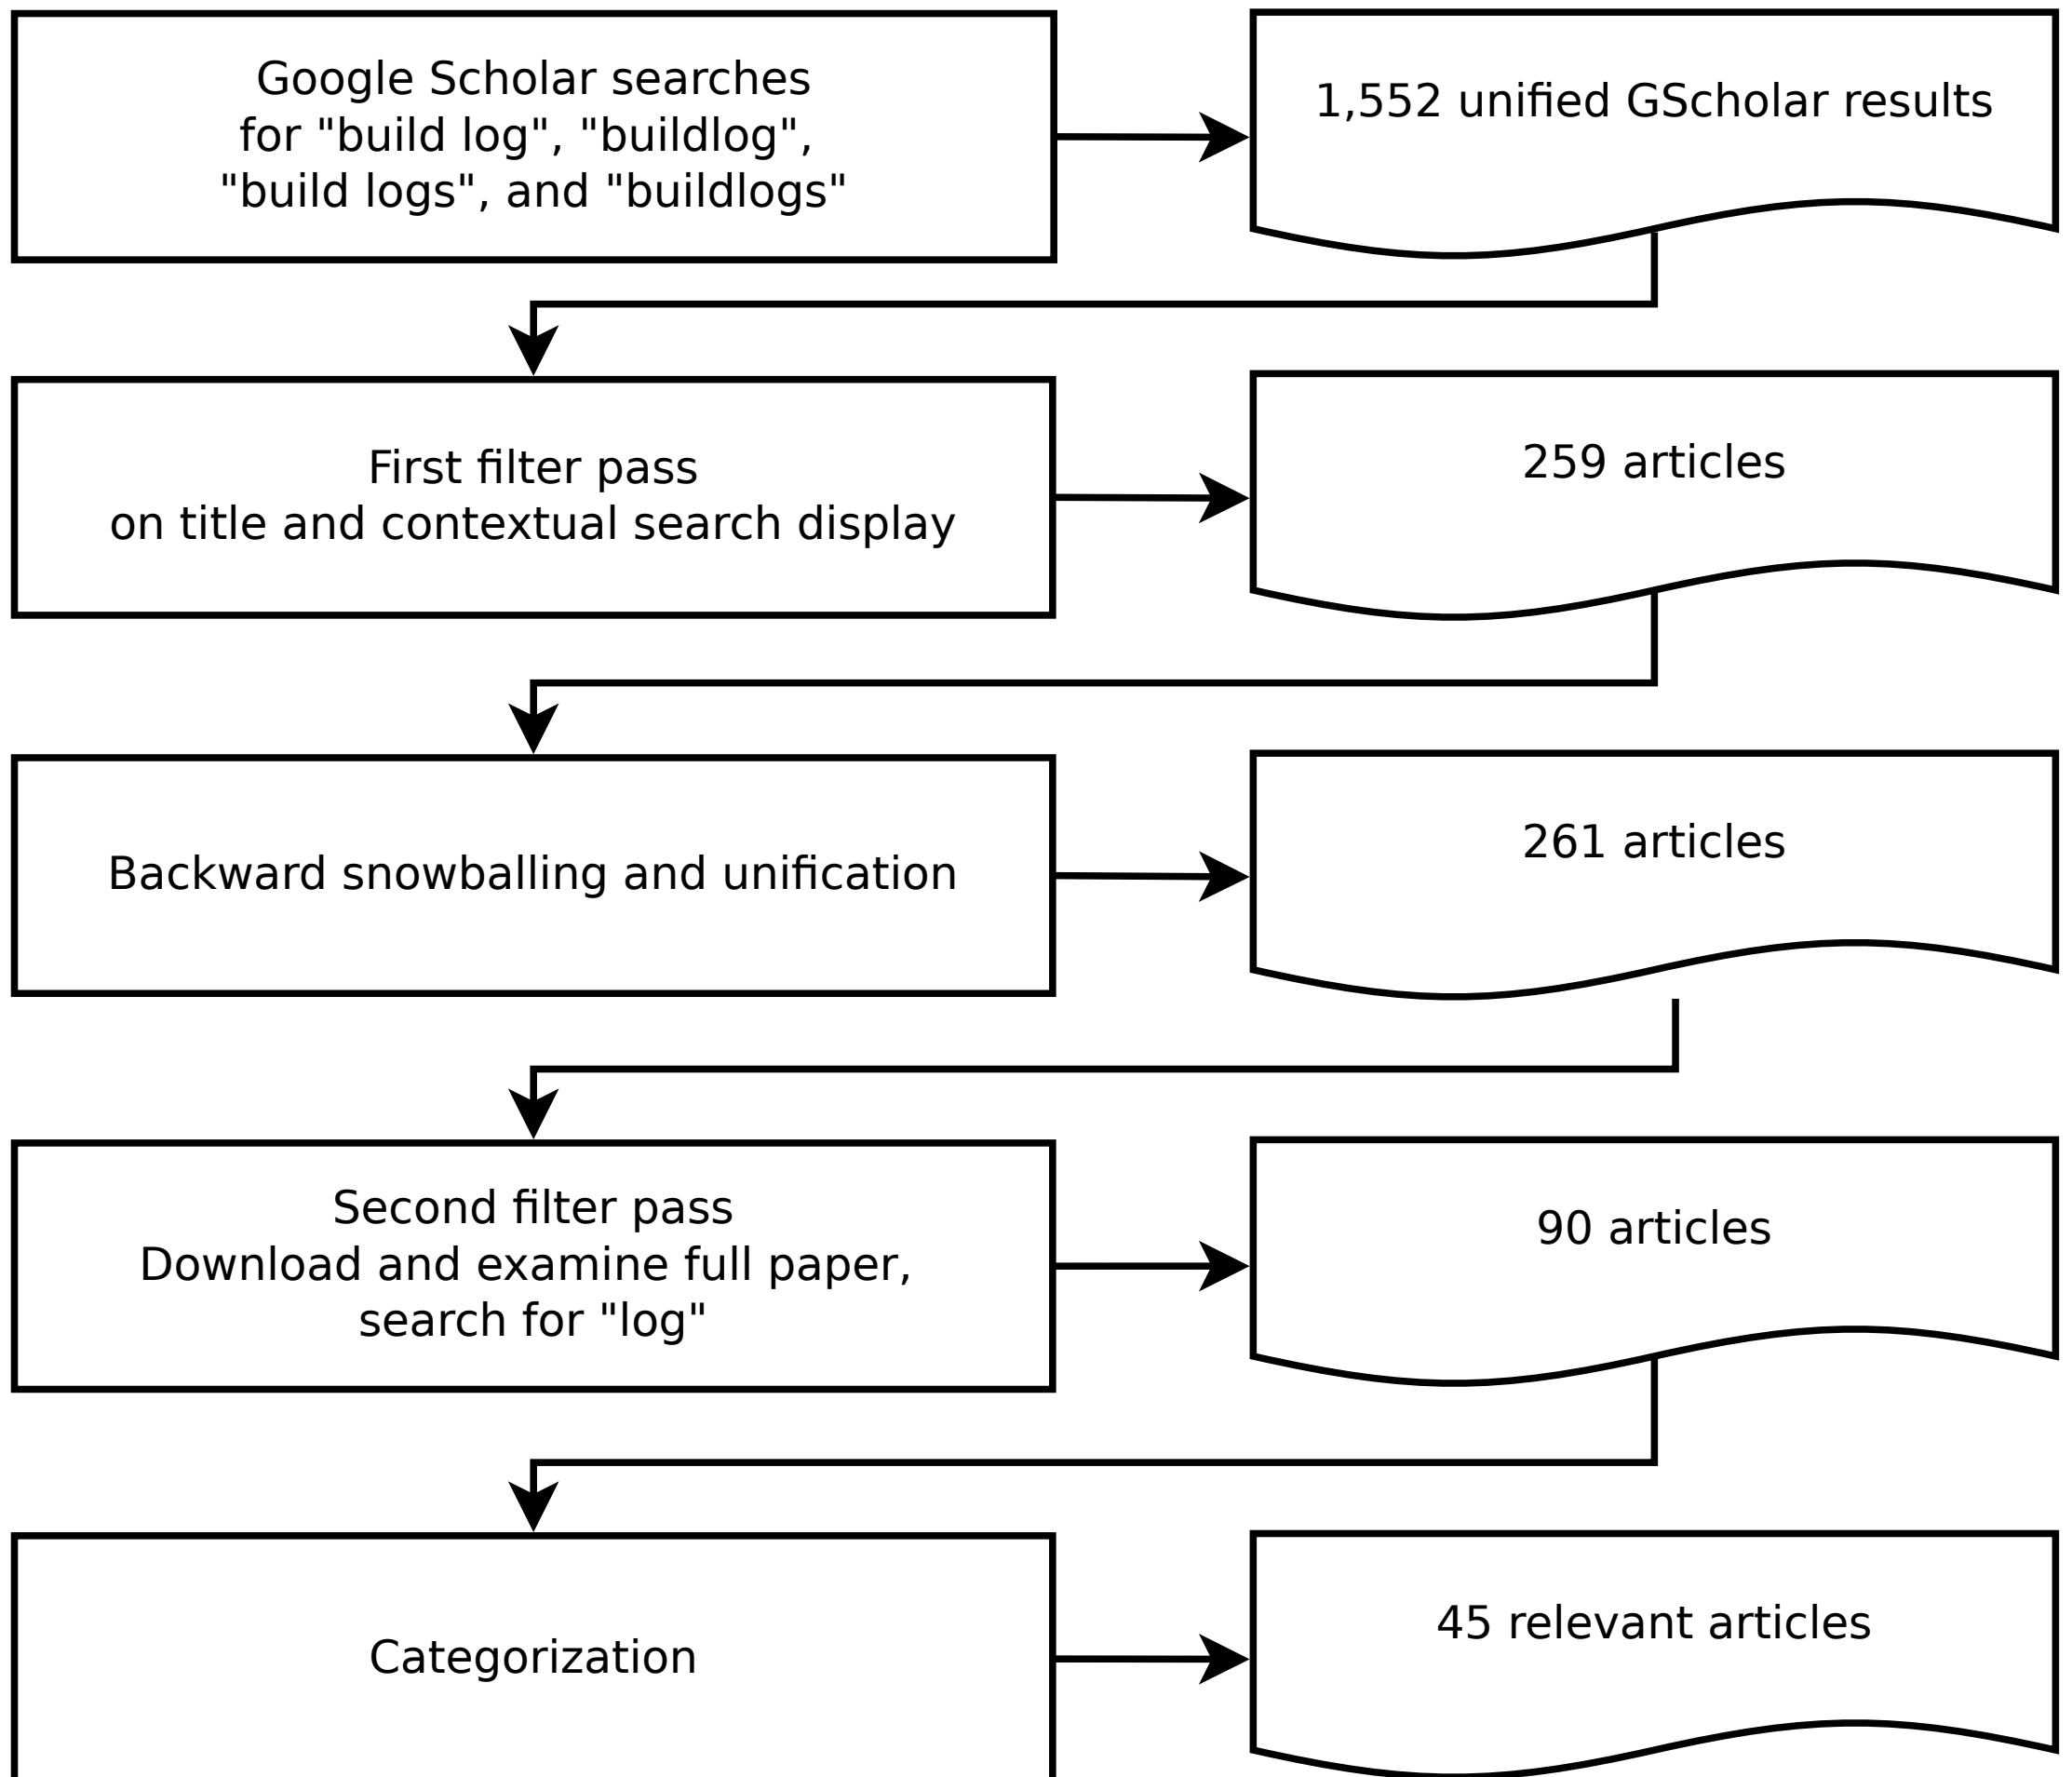 Google Scholar searches
for "build log", "buildlog",
"build logs", and "buildlogs"
1,552 unified GScholar results
First filter pass
on title and contextual search display
259 articles
Backward snowballing and unification
261 articles
Second filter pass
Download and examine full paper,
search for "log"
90 articles
Categorization
45 relevant articles